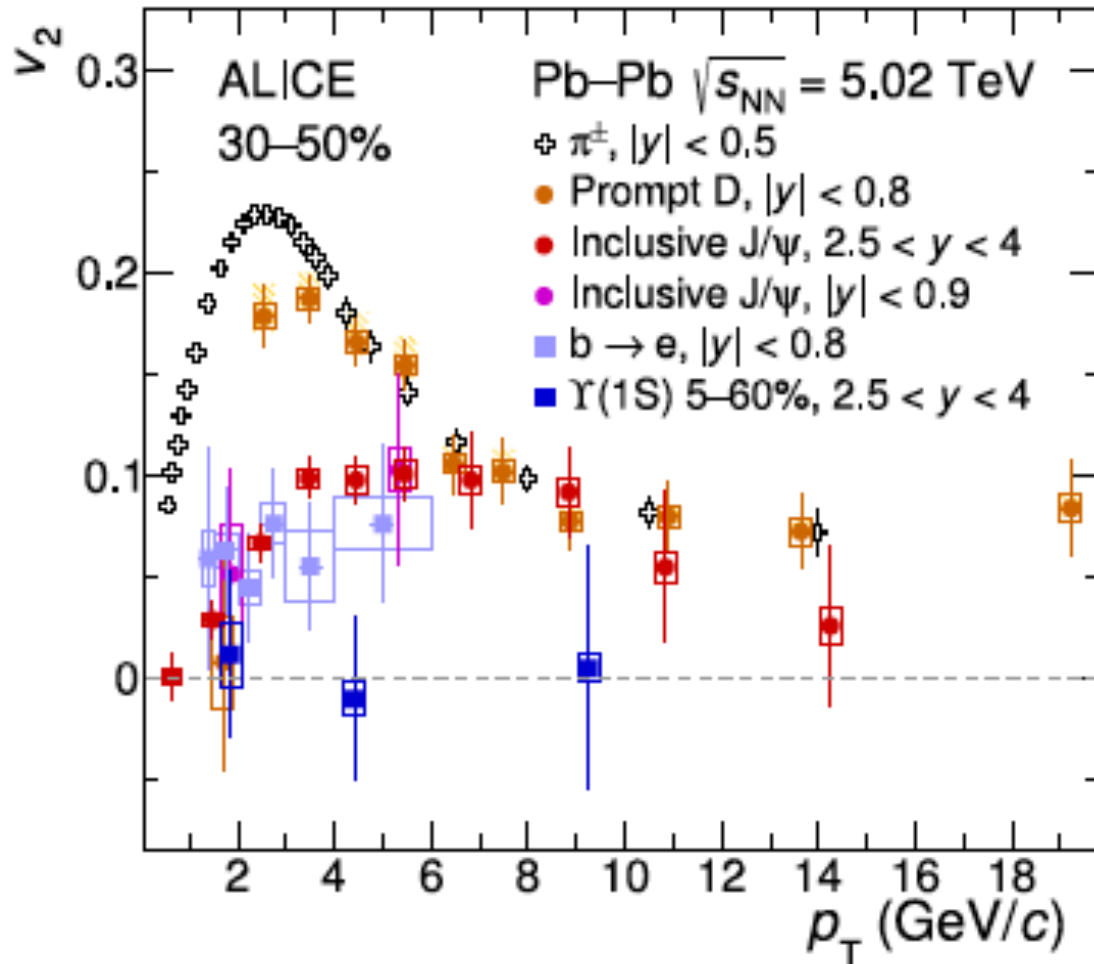 v₂
0.3
0.2
0.1
0
ALICE
30–50%
Pb–Pb √sNN = 5.02 TeV
π±, |y| < 0.5
Prompt D, |y| < 0.8
Inclusive J/ψ, 2.5 < y < 4
Inclusive J/ψ, |y| < 0.9
b → e, |y| < 0.8
ϒ(1S) 5–60%, 2.5 < y < 4
2 4 6 8 10 12 14 16 18
pT (GeV/c)